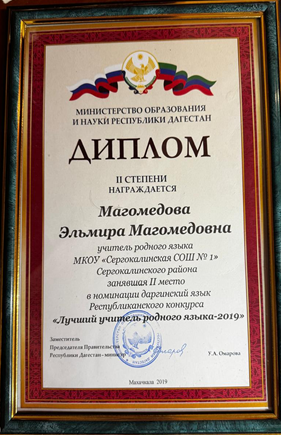 МИНИСТЕРСТВО ОБРАЗОВАНИЯ
И НАУКИ РЕСПУБЛИКИ ДАГЕСТАН
ДИПЛОМ
II СТЕПЕНИ
НАГРАЖДАЕТСЯ
Магомедова
Эльмира Магомедовна
учитель родного языка
МКОУ «Сергокалинская СОШ № 1»
Сергокалинского района
занявшая II место
в номинации даргинский язык
Республиканского конкурса
«Лучший учитель родного языка-2019»
Заместитель
Председателя Правительства
Республики Дагестан–министр
У.А. Омарова
Махачкала 2019